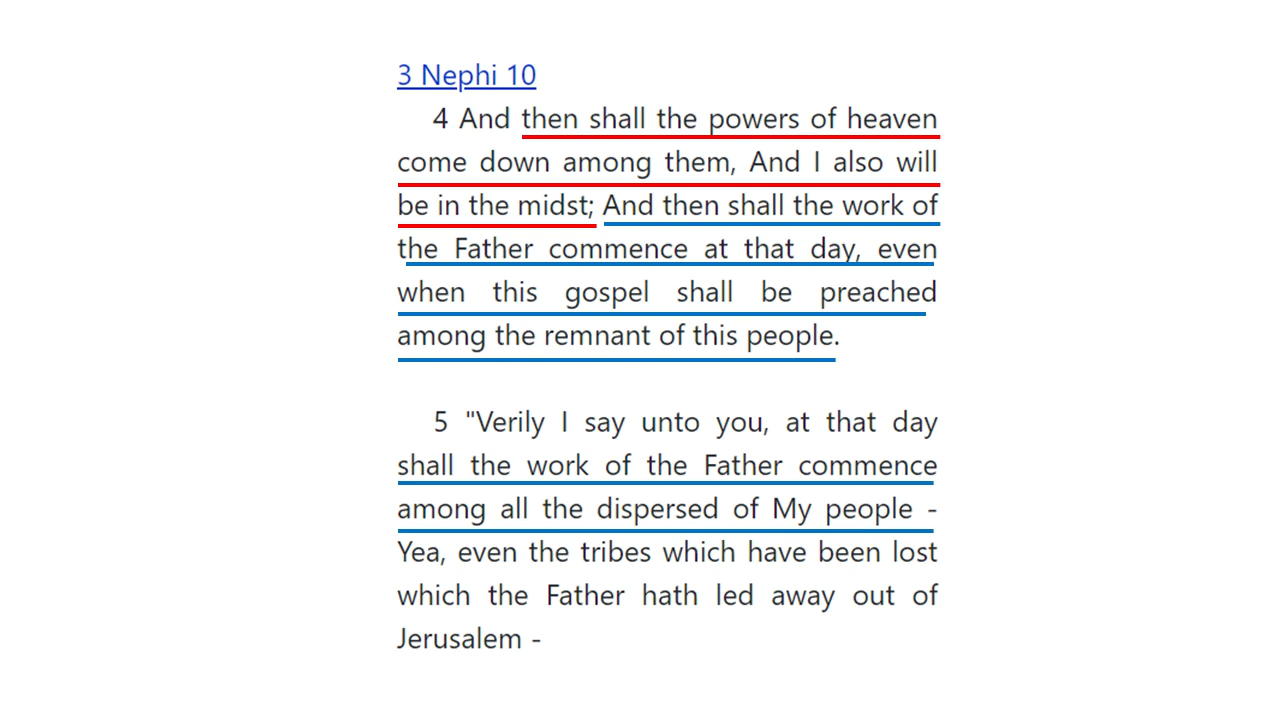 3 Nephi 10
4 And then shall the powers of heaven
come down among them, And I also will
be in the midst; And then shall the work of
the Father commence at that day, even
when this gospel shall be preached
among the remnant of this people.
5 "Verily I say unto you, at that day
shall the work of the Father commence
among all the dispersed of My people -
Yea, even the tribes which have been lost
which the Father hath led away out of
Jerusalem -